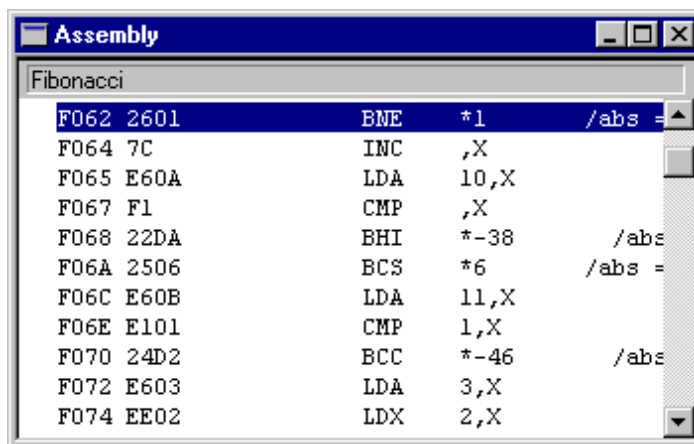 Assembly
Fibonacci
F062 2601 BNE *1 /abs =
F064 7C INC ,X
F065 E60A LDA 10,X
F067 F1 CMP ,X
F068 22DA BHI *-38 /abs
F06A 2506 BCS *6 /abs =
F06C E60B LDA 11,X
F06E E101 CMP 1,X
F070 24D2 BCC *-46 /abs
F072 E603 LDA 3,X
F074 EE02 LDX 2,X